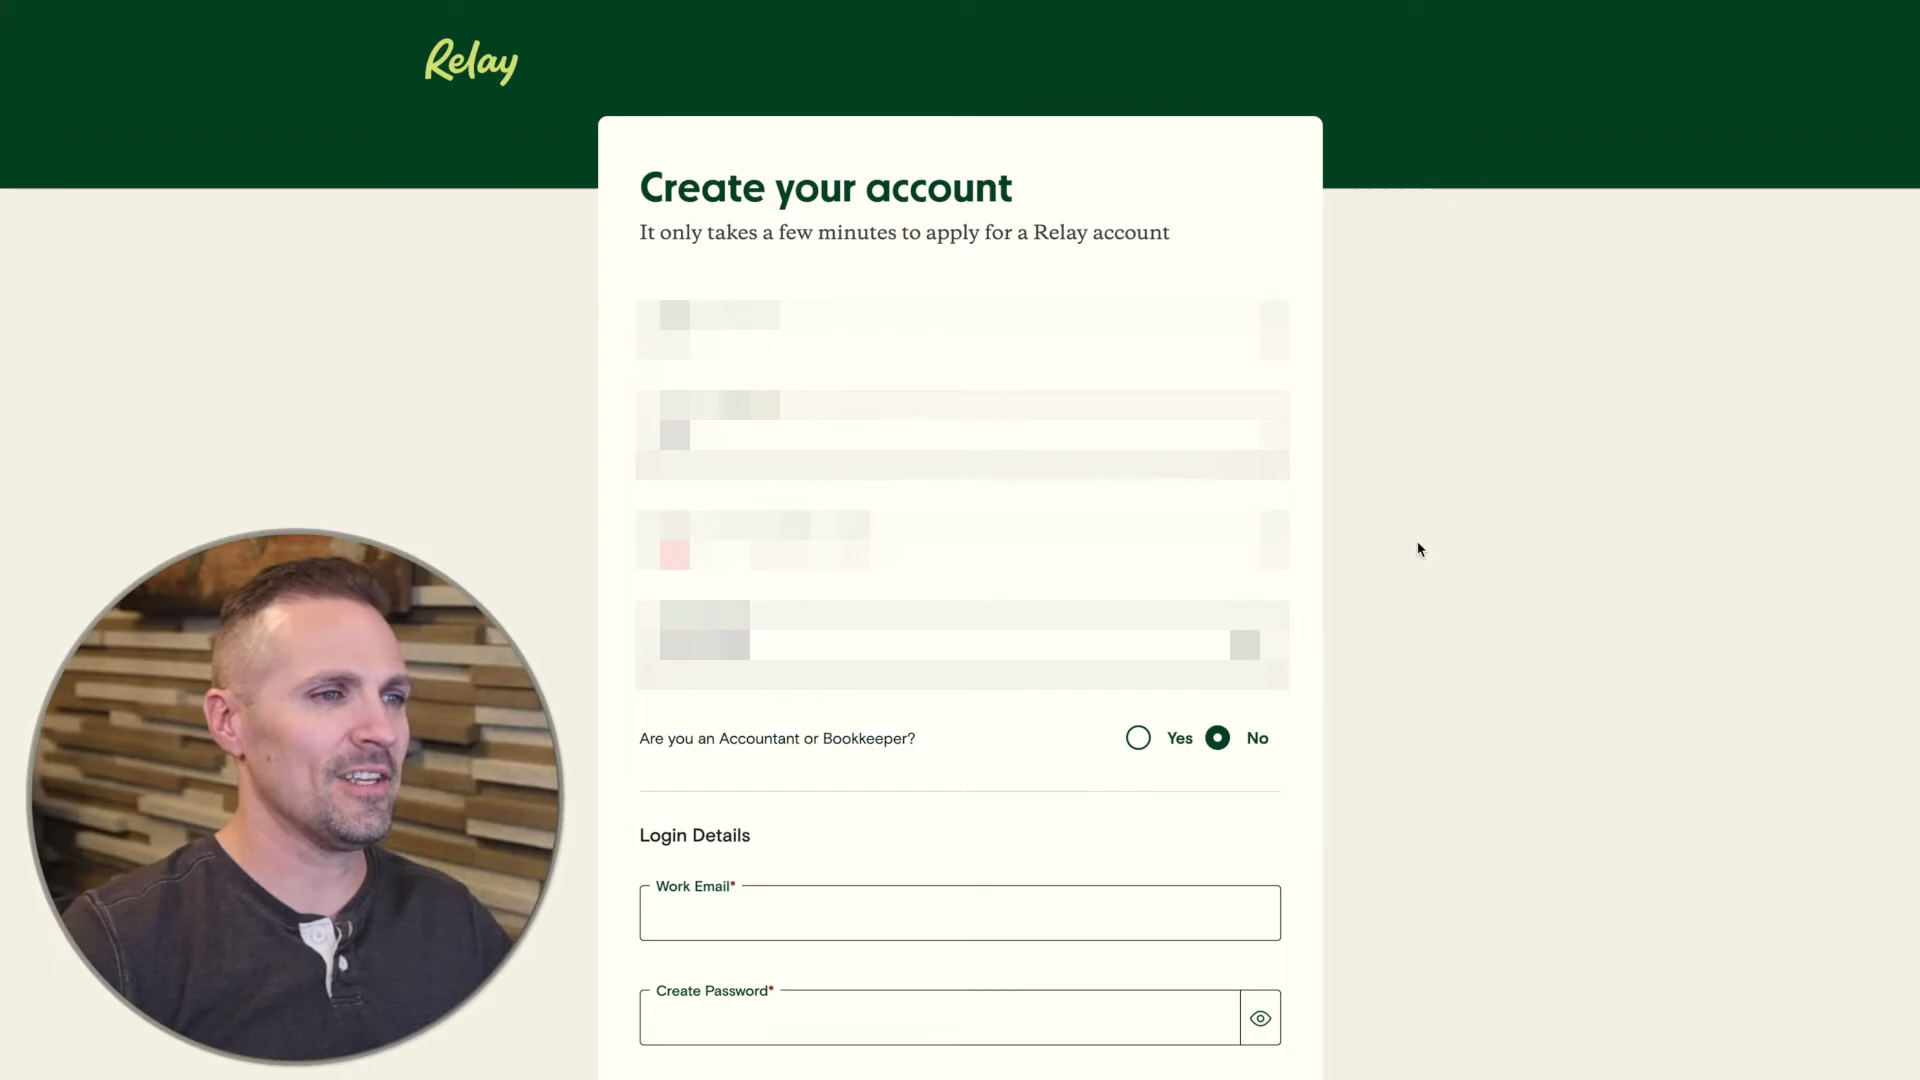 Relay
Create your account
It only takes a few minutes to apply for a Relay account
Are you an Accountant or Bookkeeper?
Yes
No
Login Details
Work Email*
Create Password*